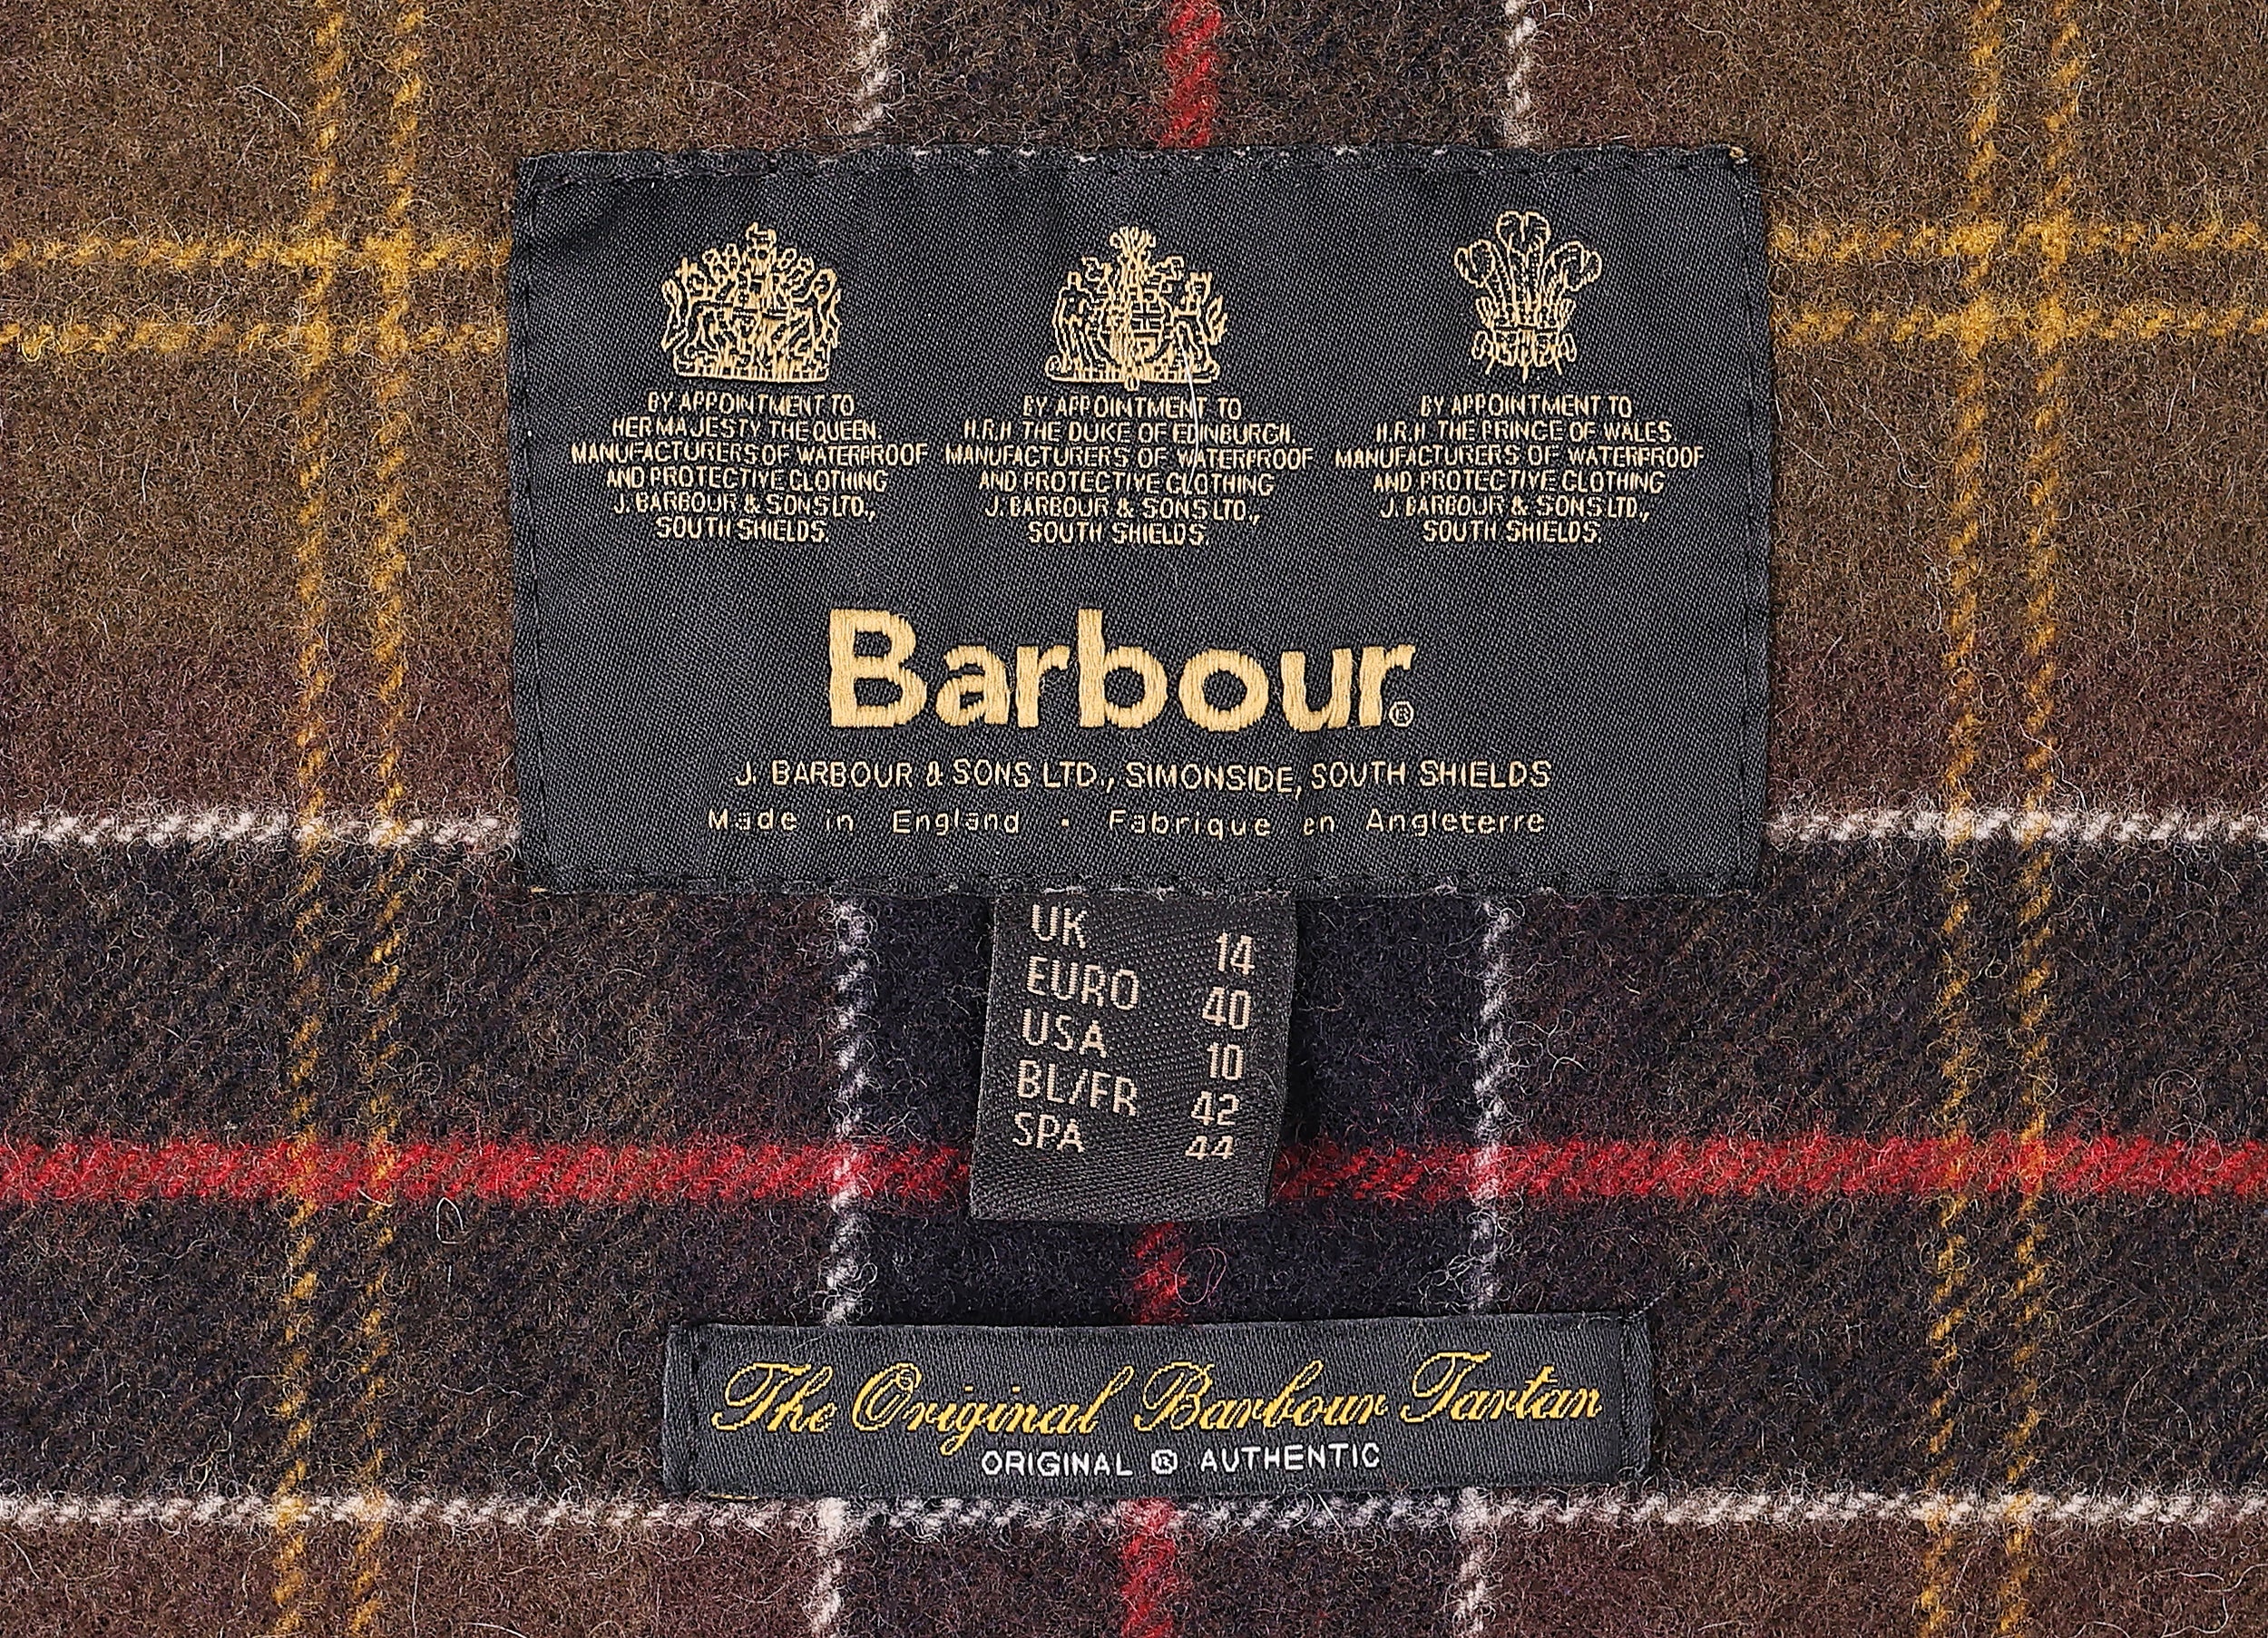 BY APPOINTMENT TO
HER MAJESTY THE QUEEN.
MANUFACTURERS OF WATERPROOF
AND PROTECTIVE CLOTHING
J. BARBOUR & SONS LTD.,
SOUTH SHIELDS.
BY APPOINTMENT TO
H.R.H THE DUKE OF EDINBURGH.
MANUFACTURERS OF WATERPROOF
AND PROTECTIVE CLOTHING
J. BARBOUR & SONS LTD.,
SOUTH SHIELDS.
BY APPOINTMENT TO
H.R.H THE PRINCE OF WALES
MANUFACTURERS OF WATERPROOF
AND PROTECTIVE CLOTHING
J. BARBOUR & SONS LTD.,
SOUTH SHIELDS.
Barbour®
J. BARBOUR & SONS LTD., SIMONSIDE, SOUTH SHIELDS
Made in England · Fabrique en Angleterre
UK 14
EURO 40
USA 10
BL/FR 42
SPA 44
The Original Barbour Tartan
ORIGINAL ® AUTHENTIC